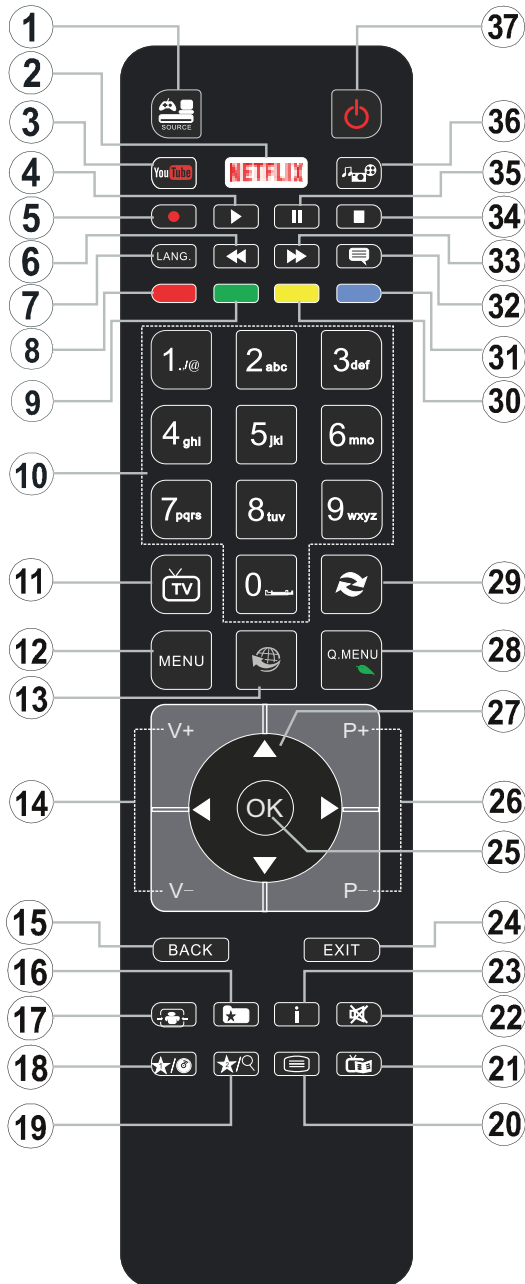 1
37
2
SOURCE
3
36
YouTube
NETFLIX
4
35
5
34
6
33
LANG.
7
32
8
31
9
30
1../@
2abc
3def
4ghi
5jkl
6mno
10
7pqrs
8tuv
9wxyz
11
TV
0
29
12
MENU
Q.MENU
28
13
27
V+
P+
14
OK
26
25
V-
P-
15
24
BACK
EXIT
16
23
i
17
22
18
21
19
20